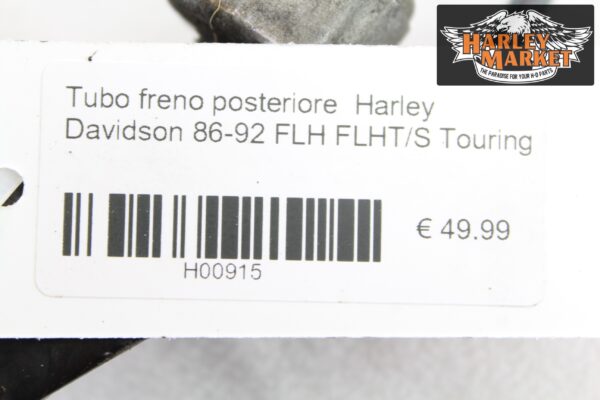 HARLEY
MARKET
THE PARADISE FOR YOUR H-D PARTS
Tubo freno posteriore  Harley
Davidson 86-92 FLH FLHT/S Touring
€ 49.99
H00915